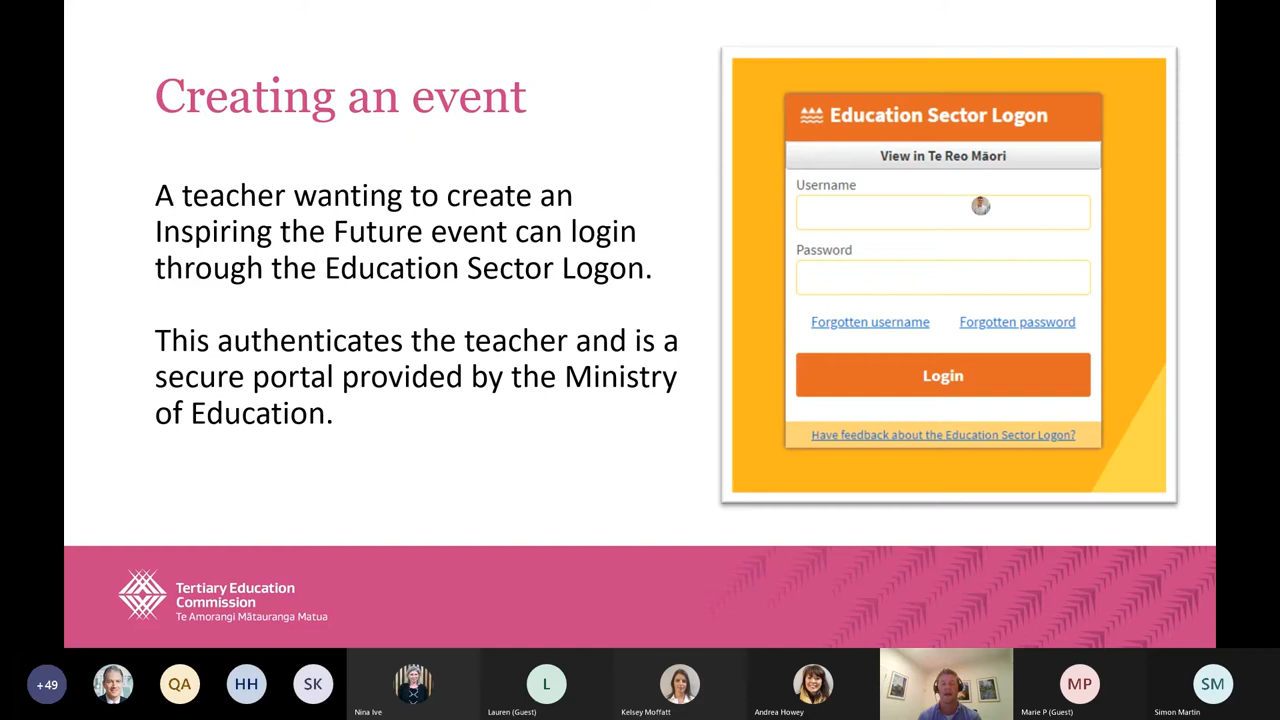 Creating an event
A teacher wanting to create an
Inspiring the Future event can login
through the Education Sector Logon.
This authenticates the teacher and is a
secure portal provided by the Ministry
of Education.
Education Sector Logon
View in Te Reo Māori
Username
Password
Forgotten username
Forgotten password
Login
Have feedback about the Education Sector Logon?
Tertiary Education
Commission
Te Amorangi Mātauranga Matua
+49
QA
HH
SK
Nina Ive
L
Lauren (Guest)
Kelsey Moffatt
Andrea Howey
MP
Marie P (Guest)
SM
Simon Martin